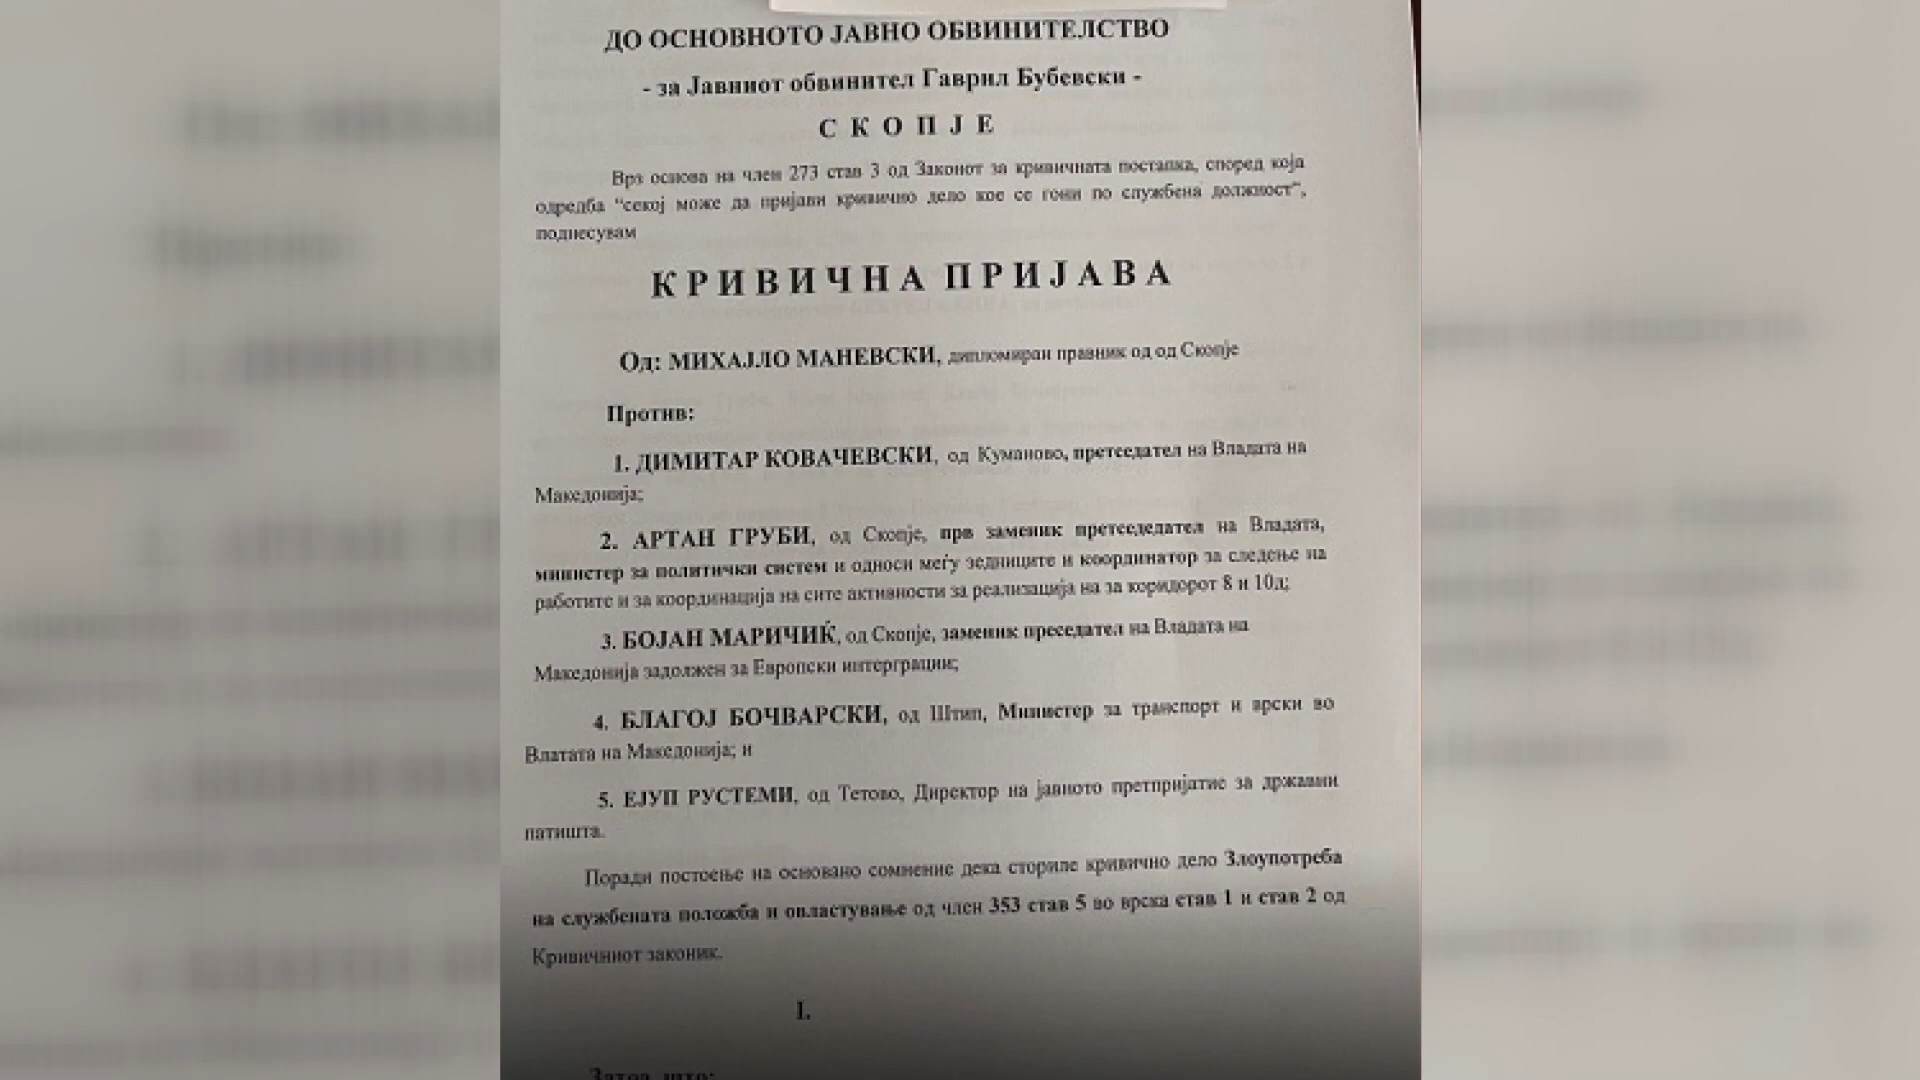 ДО ОСНОВНОТО ЈАВНО ОБВИНИТЕЛСТВО
- за Јавниот обвинител Гаврил Бубевски -
С К О П Ј Е
Врз основа на член 273 став 3 од Законот за кривичната постапка, според која
одредба “секој може да пријави кривично дело кое се гони по службена должност“,
поднесувам
К Р И В И Ч Н А П Р И Ј А В А
Од: МИХАЈЛО МАНЕВСКИ, дипломиран правник од од Скопје
Против:
1. ДИМИТАР КОВАЧЕВСКИ, од Куманово, претседател на Владата на
Македонија;
2. АРТАН ГРУБИ, од Скопје, прв заменик претседедател на Владата,
министер за политички систем и односи меѓу зедниците и координатор за следење на
работите и за координација на сите активности за реализација на за коридорот 8 и 10д;
3. БОЈАН МАРИЧИЌ, од Скопје, заменик преседател на Владата на
Македонија задолжен за Европски интерграции;
4. БЛАГОЈ БОЧВАРСКИ, од Штип, Министер за транспорт и врски во
Влатата на Македонија; и
5. ЕЈУП РУСТЕМИ, од Тетово, Директор на јавното претпријатие за државни
патишта.
Поради постоење на основано сомнение дека сториле кривично дело Злоупотреба
на службената положба и овластување од член 353 став 5 во врска став 1 и став 2 од
Кривичниот законик.
I.
Затоа што: